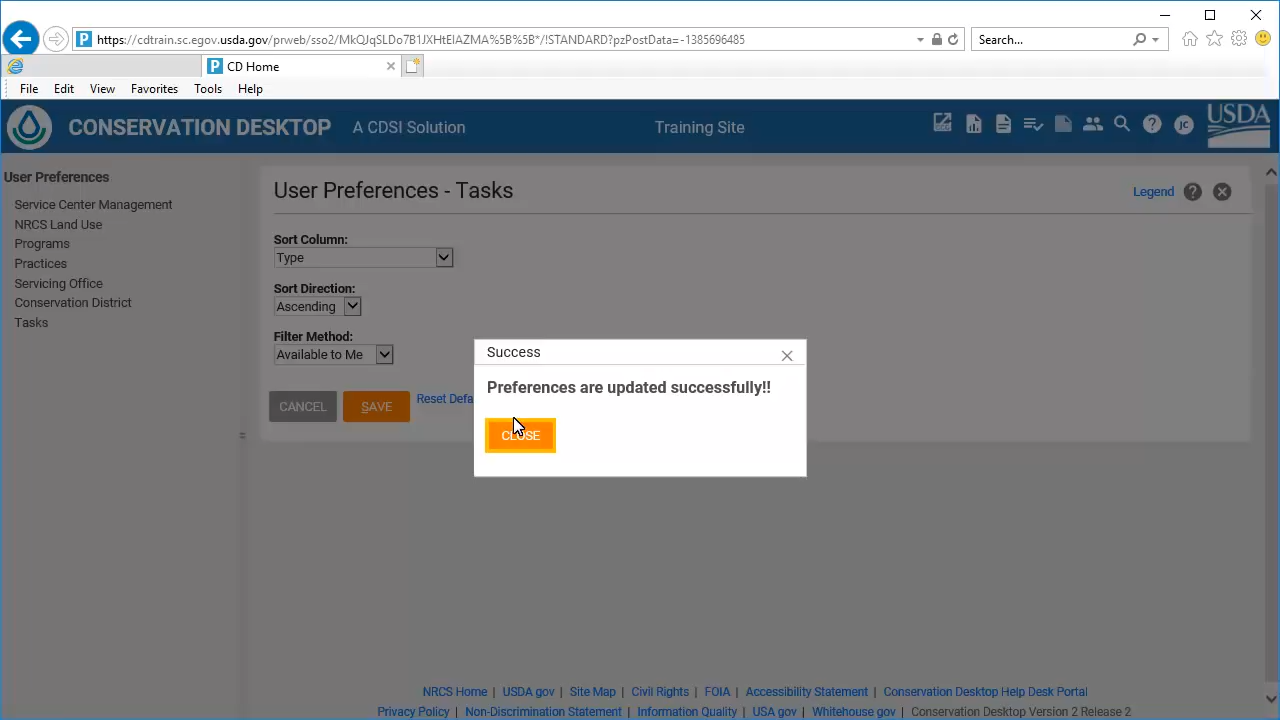 https://cdtrain.sc.egov.usda.gov/prweb/sso2/MkQJqSLDo7B1JXHtEIAZMA%5B%5B*/!STANDARD?pzPostData=-1385696485
Search...
CD Home
File Edit View Favorites Tools Help
CONSERVATION DESKTOP A CDSI Solution Training Site JC USDA
User Preferences
Service Center Management
NRCS Land Use
Programs
Practices
Servicing Office
Conservation District
Tasks
User Preferences - Tasks
Legend
Sort Column:
Type
Sort Direction:
Ascending
Filter Method:
Available to Me
CANCEL SAVE Reset Defa
Success
Preferences are updated successfully!!
CLOSE
NRCS Home | USDA gov | Site Map | Civil Rights | FOIA | Accessibility Statement | Conservation Desktop Help Desk Portal
Privacy Policy | Non-Discrimination Statement | Information Quality | USA gov | Whitehouse gov | Conservation Desktop Version 2 Release 2